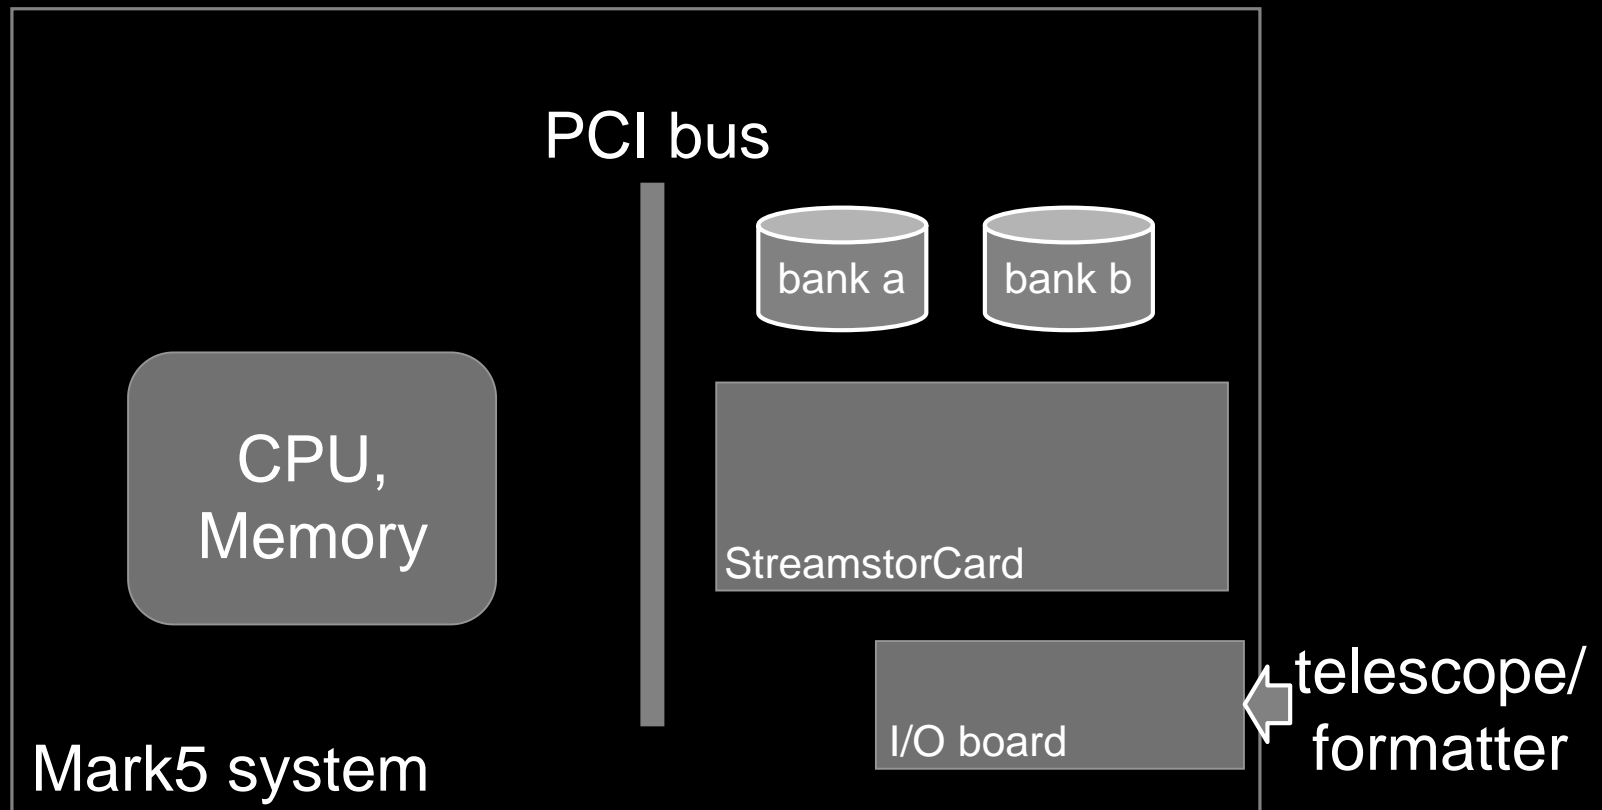 PCI bus
bank a
bank b
CPU,
Memory
StreamstorCard
telescope/
formatter
I/O board
Mark5 system